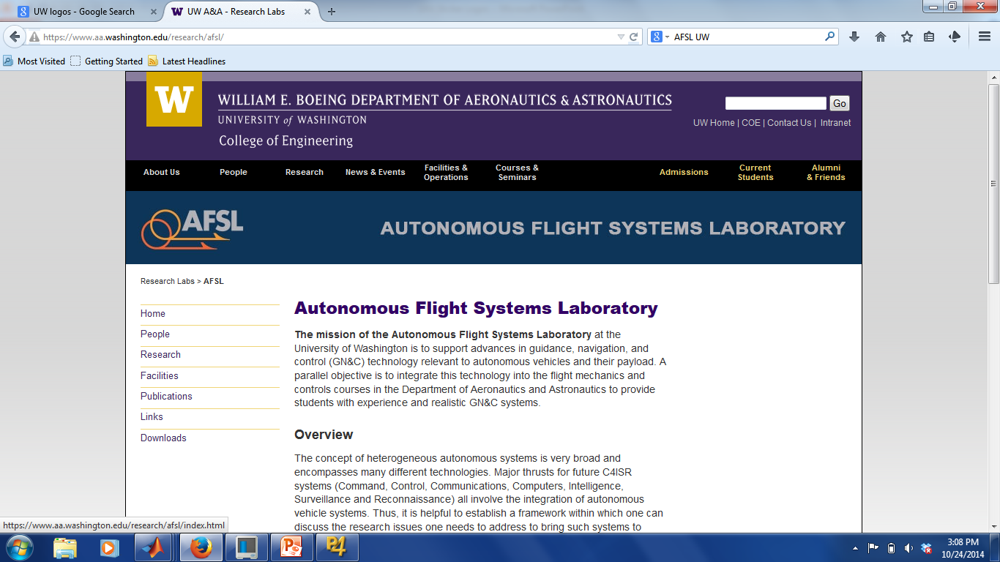 UW logos - Google Search
UW A&A - Research Labs
https://www.aa.washington.edu/research/afsl/
AFSL UW
Most Visited
Getting Started
Latest Headlines
W
WILLIAM E. BOEING DEPARTMENT OF AERONAUTICS & ASTRONAUTICS
UNIVERSITY of WASHINGTON
College of Engineering
Go
UW Home | COE | Contact Us | Intranet
About Us
People
Research
News & Events
Facilities &
Operations
Courses &
Seminars
Admissions
Current
Students
Alumni
& Friends
AFSL
AUTONOMOUS FLIGHT SYSTEMS LABORATORY
Research Labs > AFSL
Home
People
Research
Facilities
Publications
Links
Downloads
Autonomous Flight Systems Laboratory
The mission of the Autonomous Flight Systems Laboratory at the
University of Washington is to support advances in guidance, navigation, and
control (GN&C) technology relevant to autonomous vehicles and their payload. A
parallel objective is to integrate this technology into the flight mechanics and
controls courses in the Department of Aeronautics and Astronautics to provide
students with experience and realistic GN&C systems.
Overview
The concept of heterogeneous autonomous systems is very broad and
encompasses many different technologies. Major thrusts for future C4ISR
systems (Command, Control, Communications, Computers, Intelligence,
Surveillance and Reconnaissance) all involve the integration of autonomous
vehicle systems. Thus, it is helpful to establish a framework within which one can
discuss the research issues one needs to address to bring such systems to
https://www.aa.washington.edu/research/afsl/index.html
3:08 PM
10/24/2014